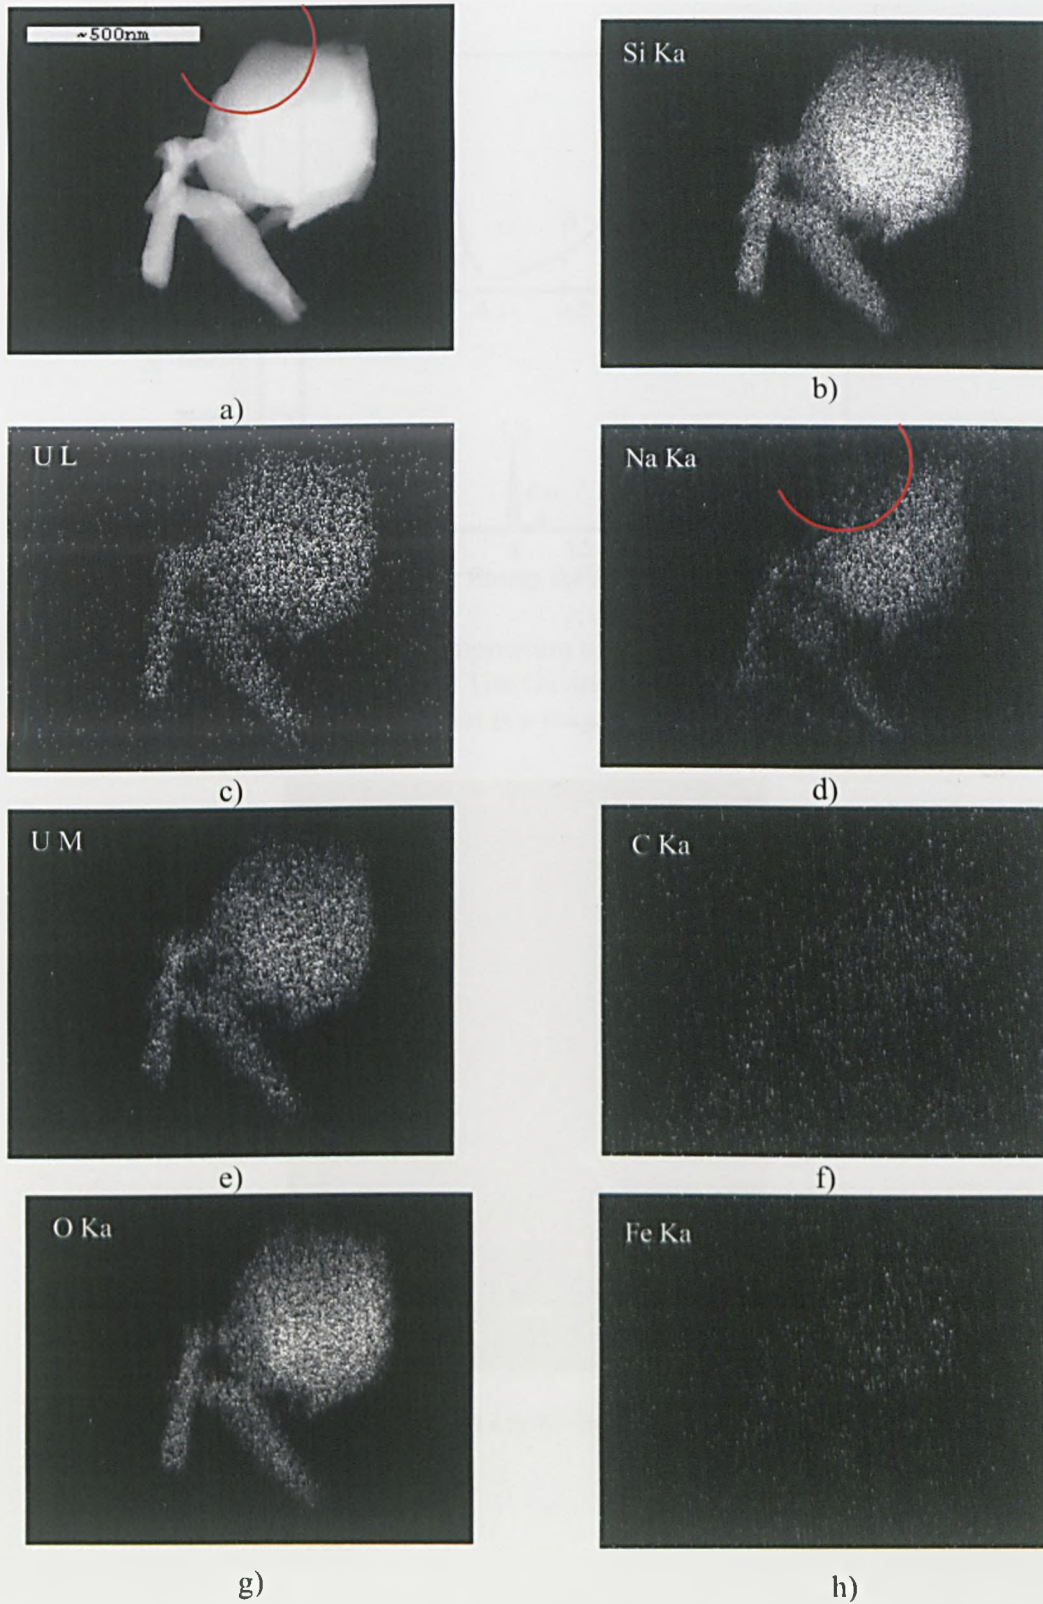 ~500nm
Si Ka
a)
b)
U L
Na Ka
c)
d)
U M
C Ka
e)
f)
O Ka
Fe Ka
g)
h)